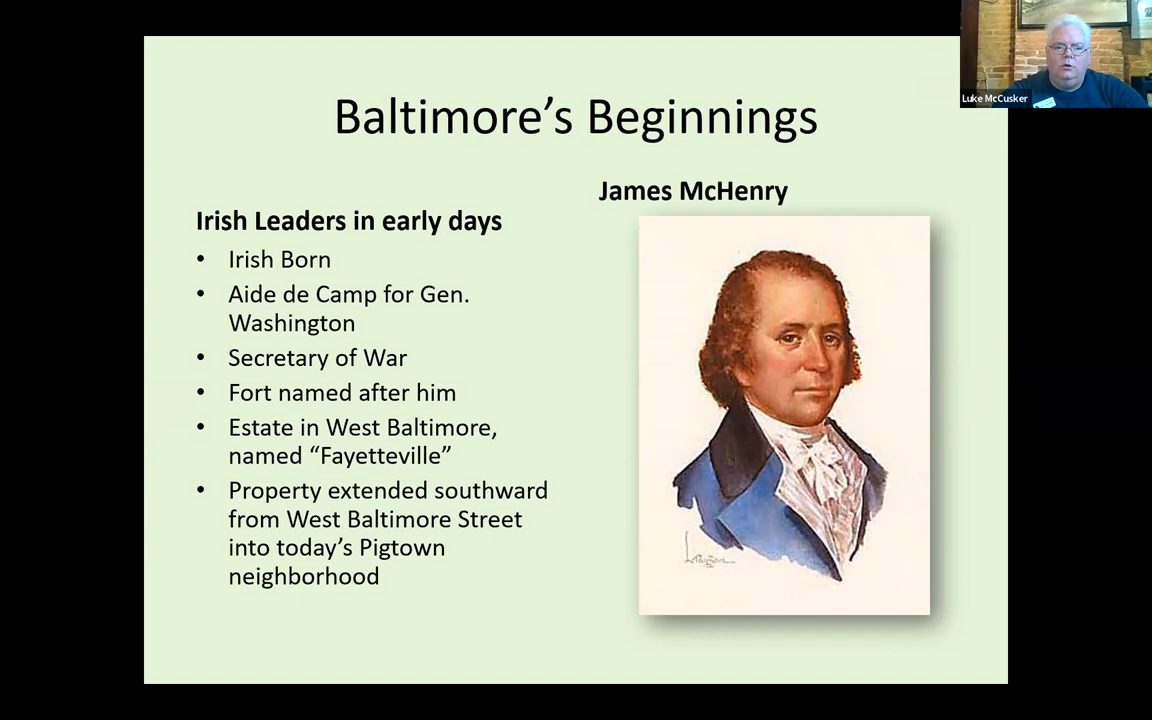 Baltimore’s Beginnings
James McHenry
Irish Leaders in early days
• Irish Born
• Aide de Camp for Gen.
Washington
• Secretary of War
• Fort named after him
• Estate in West Baltimore,
named “Fayetteville”
• Property extended southward
from West Baltimore Street
into today’s Pigtown
neighborhood
Luke McCusker